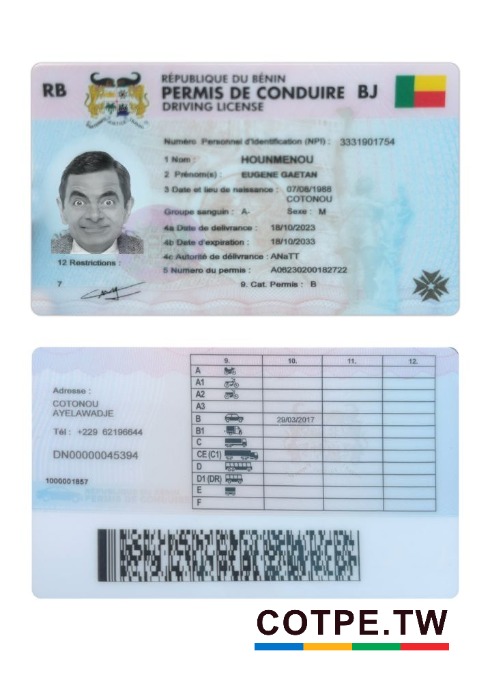 RB
RÉPUBLIQUE DU BÉNIN
PERMIS DE CONDUIRE BJ
DRIVING LICENSE
Numéro Personnel d'Identification (NPI) : 3331901754
1 Nom : HOUNMENOU
2 Prénom(s) : EUGENE GAETAN
3 Date et lieu de naissance : 07/08/1986
COTONOU
Groupe sanguin : A- Sexe : M
4a Date de délivrance : 18/10/2023
4b Date d'expiration : 18/10/2033
4c Autorité de délivrance : ANaTT
5 Numero du permis : A06230200182722
12 Restrictions :
7
9. Cat. Permis : B
9. 10. 11. 12.
A
A1
A2
A3
B 29/03/2017
B1
C
CE (C1)
D
D1 (DR)
E
F
Adresse :
COTONOU
AYELAWADJE
Tél : +229 62196644
DN00000045394
1000001857
COTPE.TW